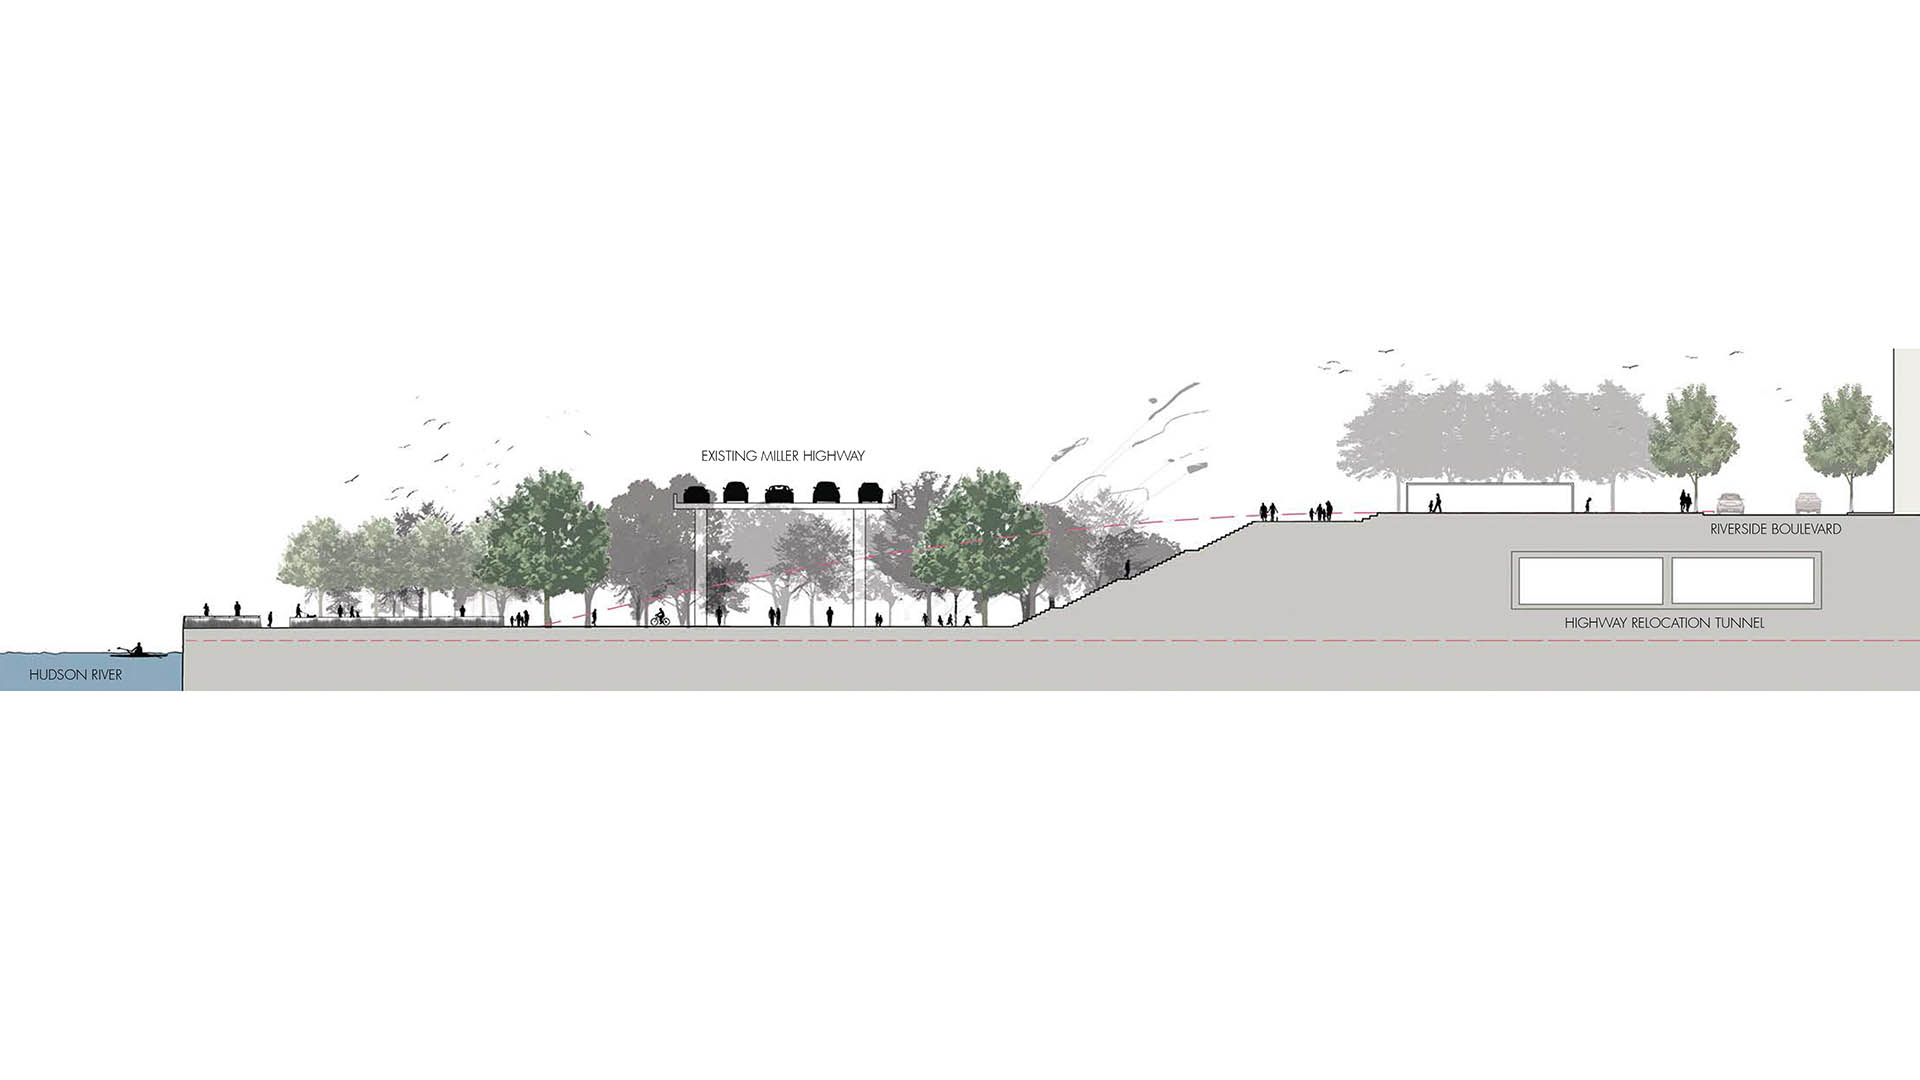 EXISTING MILLER HIGHWAY
RIVERSIDE BOULEVARD
HIGHWAY RELOCATION TUNNEL
HUDSON RIVER